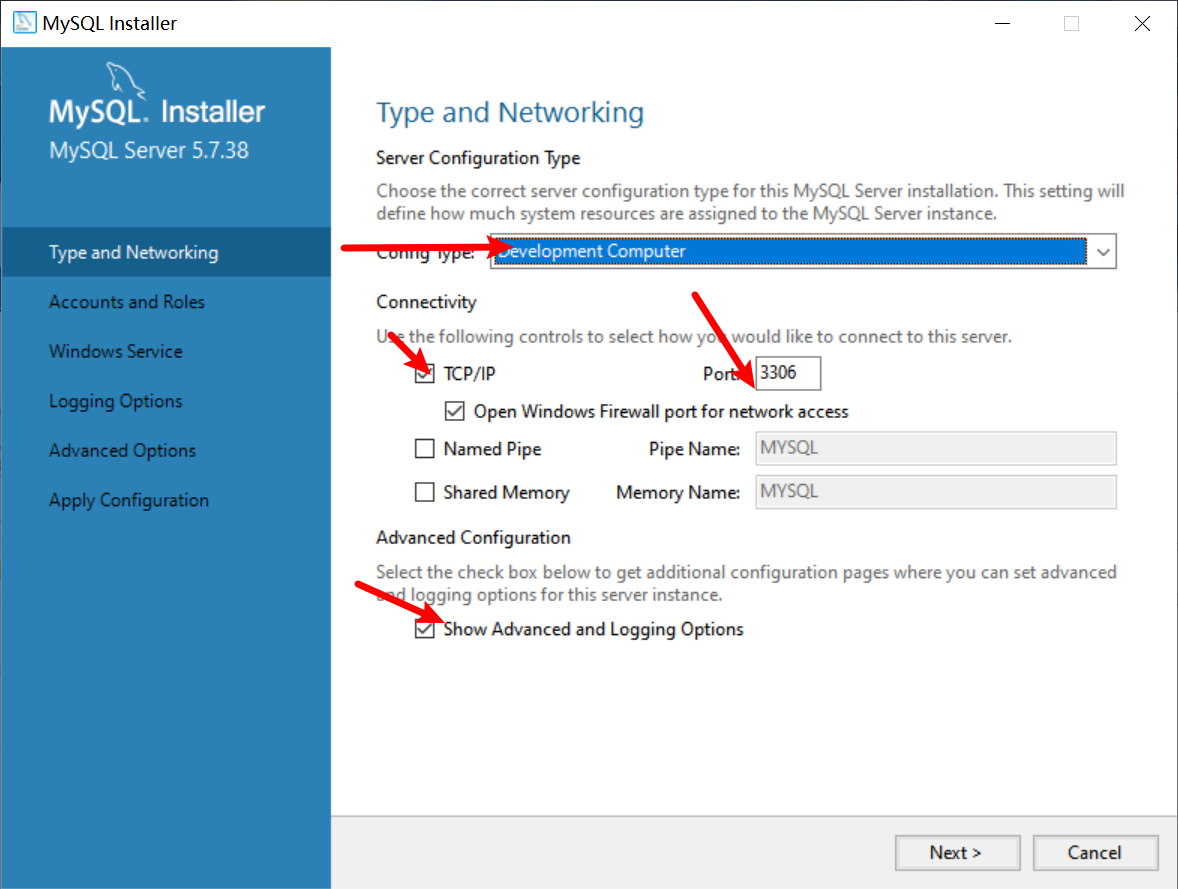 MySQL Installer
MySQL. Installer
MySQL Server 5.7.38
Type and Networking
Accounts and Roles
Windows Service
Logging Options
Advanced Options
Apply Configuration
Type and Networking
Server Configuration Type
Choose the correct server configuration type for this MySQL Server installation. This setting will
define how much system resources are assigned to the MySQL Server instance.
Config Type: Development Computer
Connectivity
Use the following controls to select how you would like to connect to this server.
TCP/IP Port: 3306
Open Windows Firewall port for network access
Named Pipe Pipe Name: MYSQL
Shared Memory Memory Name: MYSQL
Advanced Configuration
Select the check box below to get additional configuration pages where you can set advanced
and logging options for this server instance.
Show Advanced and Logging Options
Next > Cancel